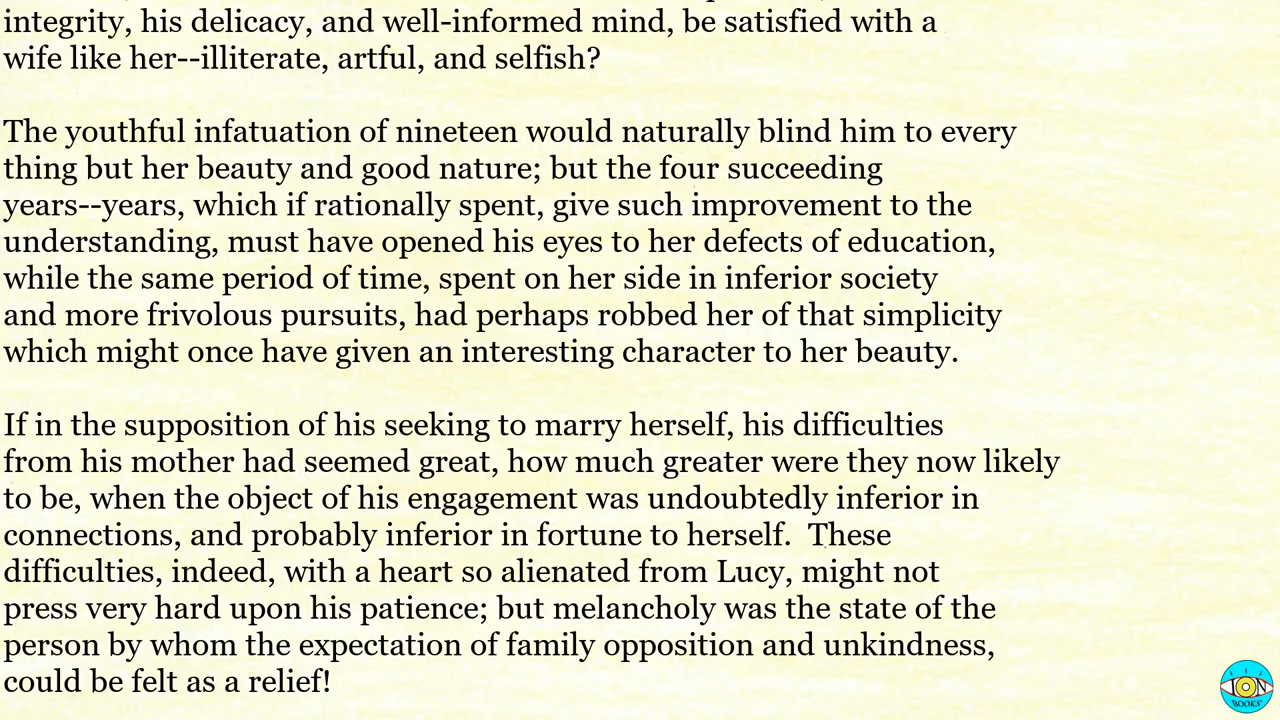 integrity, his delicacy, and well-informed mind, be satisfied with a
wife like her--illiterate, artful, and selfish?
The youthful infatuation of nineteen would naturally blind him to every
thing but her beauty and good nature; but the four succeeding
years--years, which if rationally spent, give such improvement to the
understanding, must have opened his eyes to her defects of education,
while the same period of time, spent on her side in inferior society
and more frivolous pursuits, had perhaps robbed her of that simplicity
which might once have given an interesting character to her beauty.
If in the supposition of his seeking to marry herself, his difficulties
from his mother had seemed great, how much greater were they now likely
to be, when the object of his engagement was undoubtedly inferior in
connections, and probably inferior in fortune to herself.  These
difficulties, indeed, with a heart so alienated from Lucy, might not
press very hard upon his patience; but melancholy was the state of the
person by whom the expectation of family opposition and unkindness,
could be felt as a relief!
ION
BOOKS